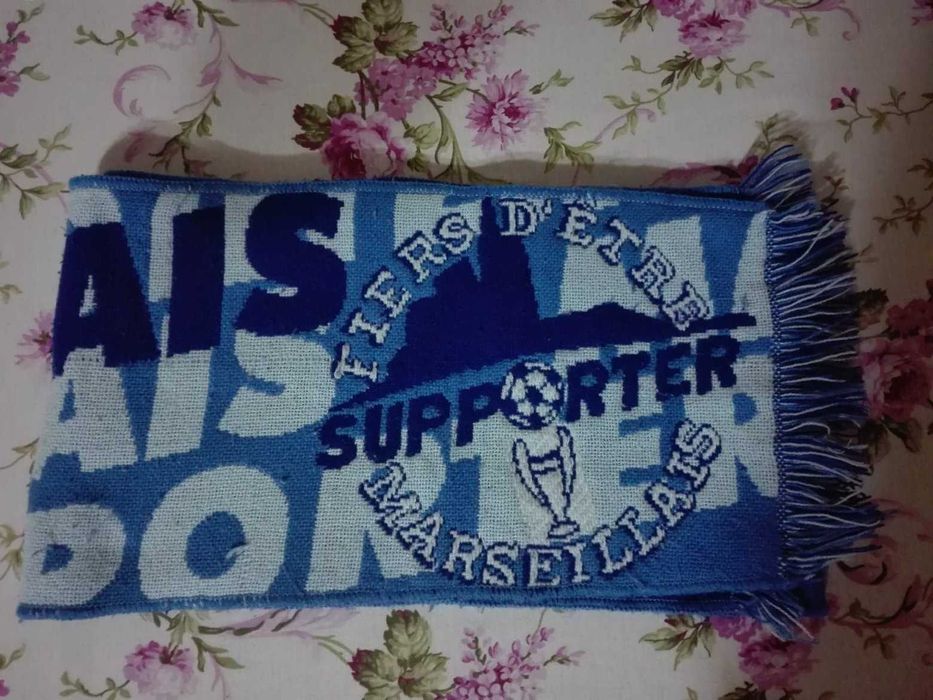 AIS
AIS
PORTER
FIERS D'ÊTRE
SUPPORTER
MARSEILLAIS